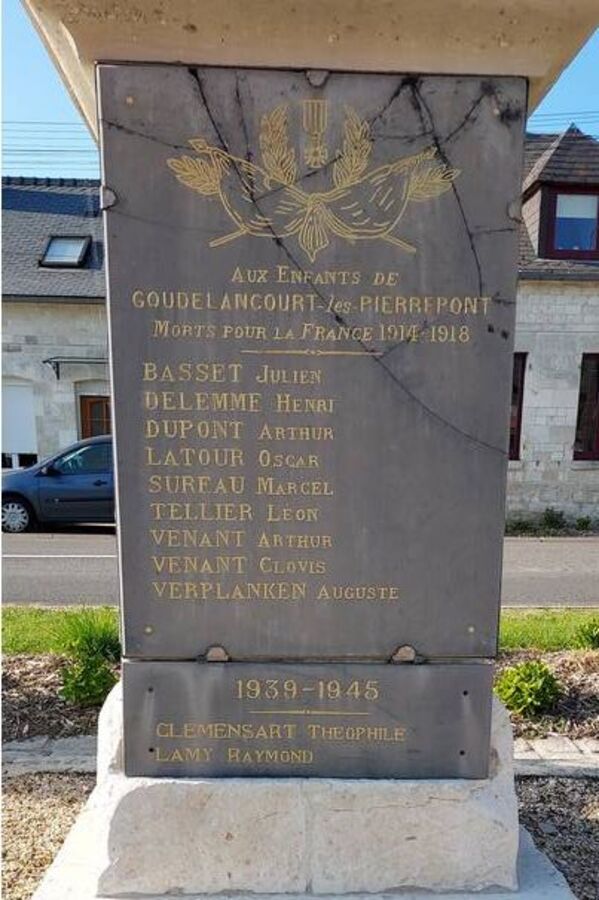 AUX ENFANTS DE
GOUDELANCOURT-les-PIERREPONT
MORTS POUR LA FRANCE 1914-1918
BASSET JULIEN
DELEMME HENRI
DUPONT ARTHUR
LATOUR OSCAR
SUREAU MARCEL
TELLIER LEON
VENANT ARTHUR
VENANT CLOVIS
VERPLANKEN AUGUSTE
1939-1945
CLEMENSART THEOPHILE
LAMY RAYMOND